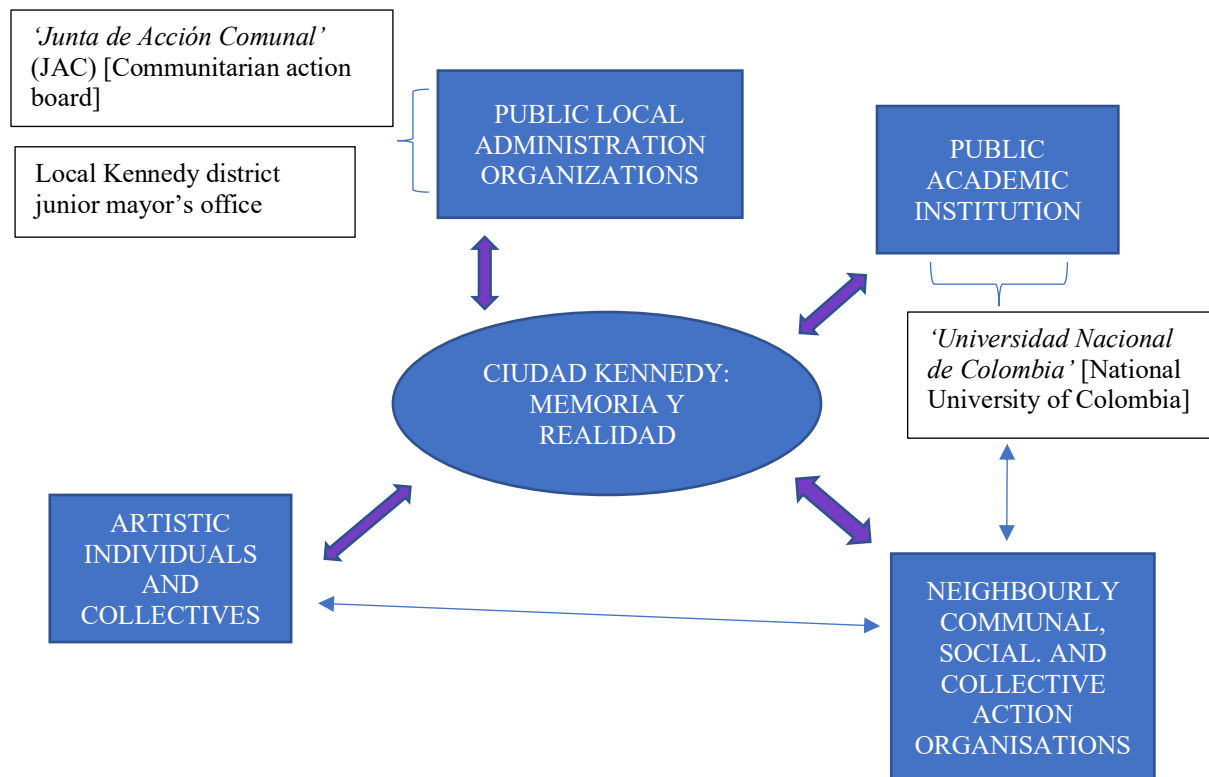 ‘Junta de Acción Comunal’
(JAC) [Communitarian action
board]
Local Kennedy district
junior mayor’s office
PUBLIC LOCAL
ADMINISTRATION
ORGANIZATIONS
PUBLIC
ACADEMIC
INSTITUTION
‘Universidad Nacional
de Colombia’ [National
University of Colombia]
CIUDAD KENNEDY:
MEMORIA Y
REALIDAD
ARTISTIC
INDIVIDUALS
AND
COLLECTIVES
NEIGHBOURLY
COMMUNAL,
SOCIAL. AND
COLLECTIVE
ACTION
ORGANISATIONS